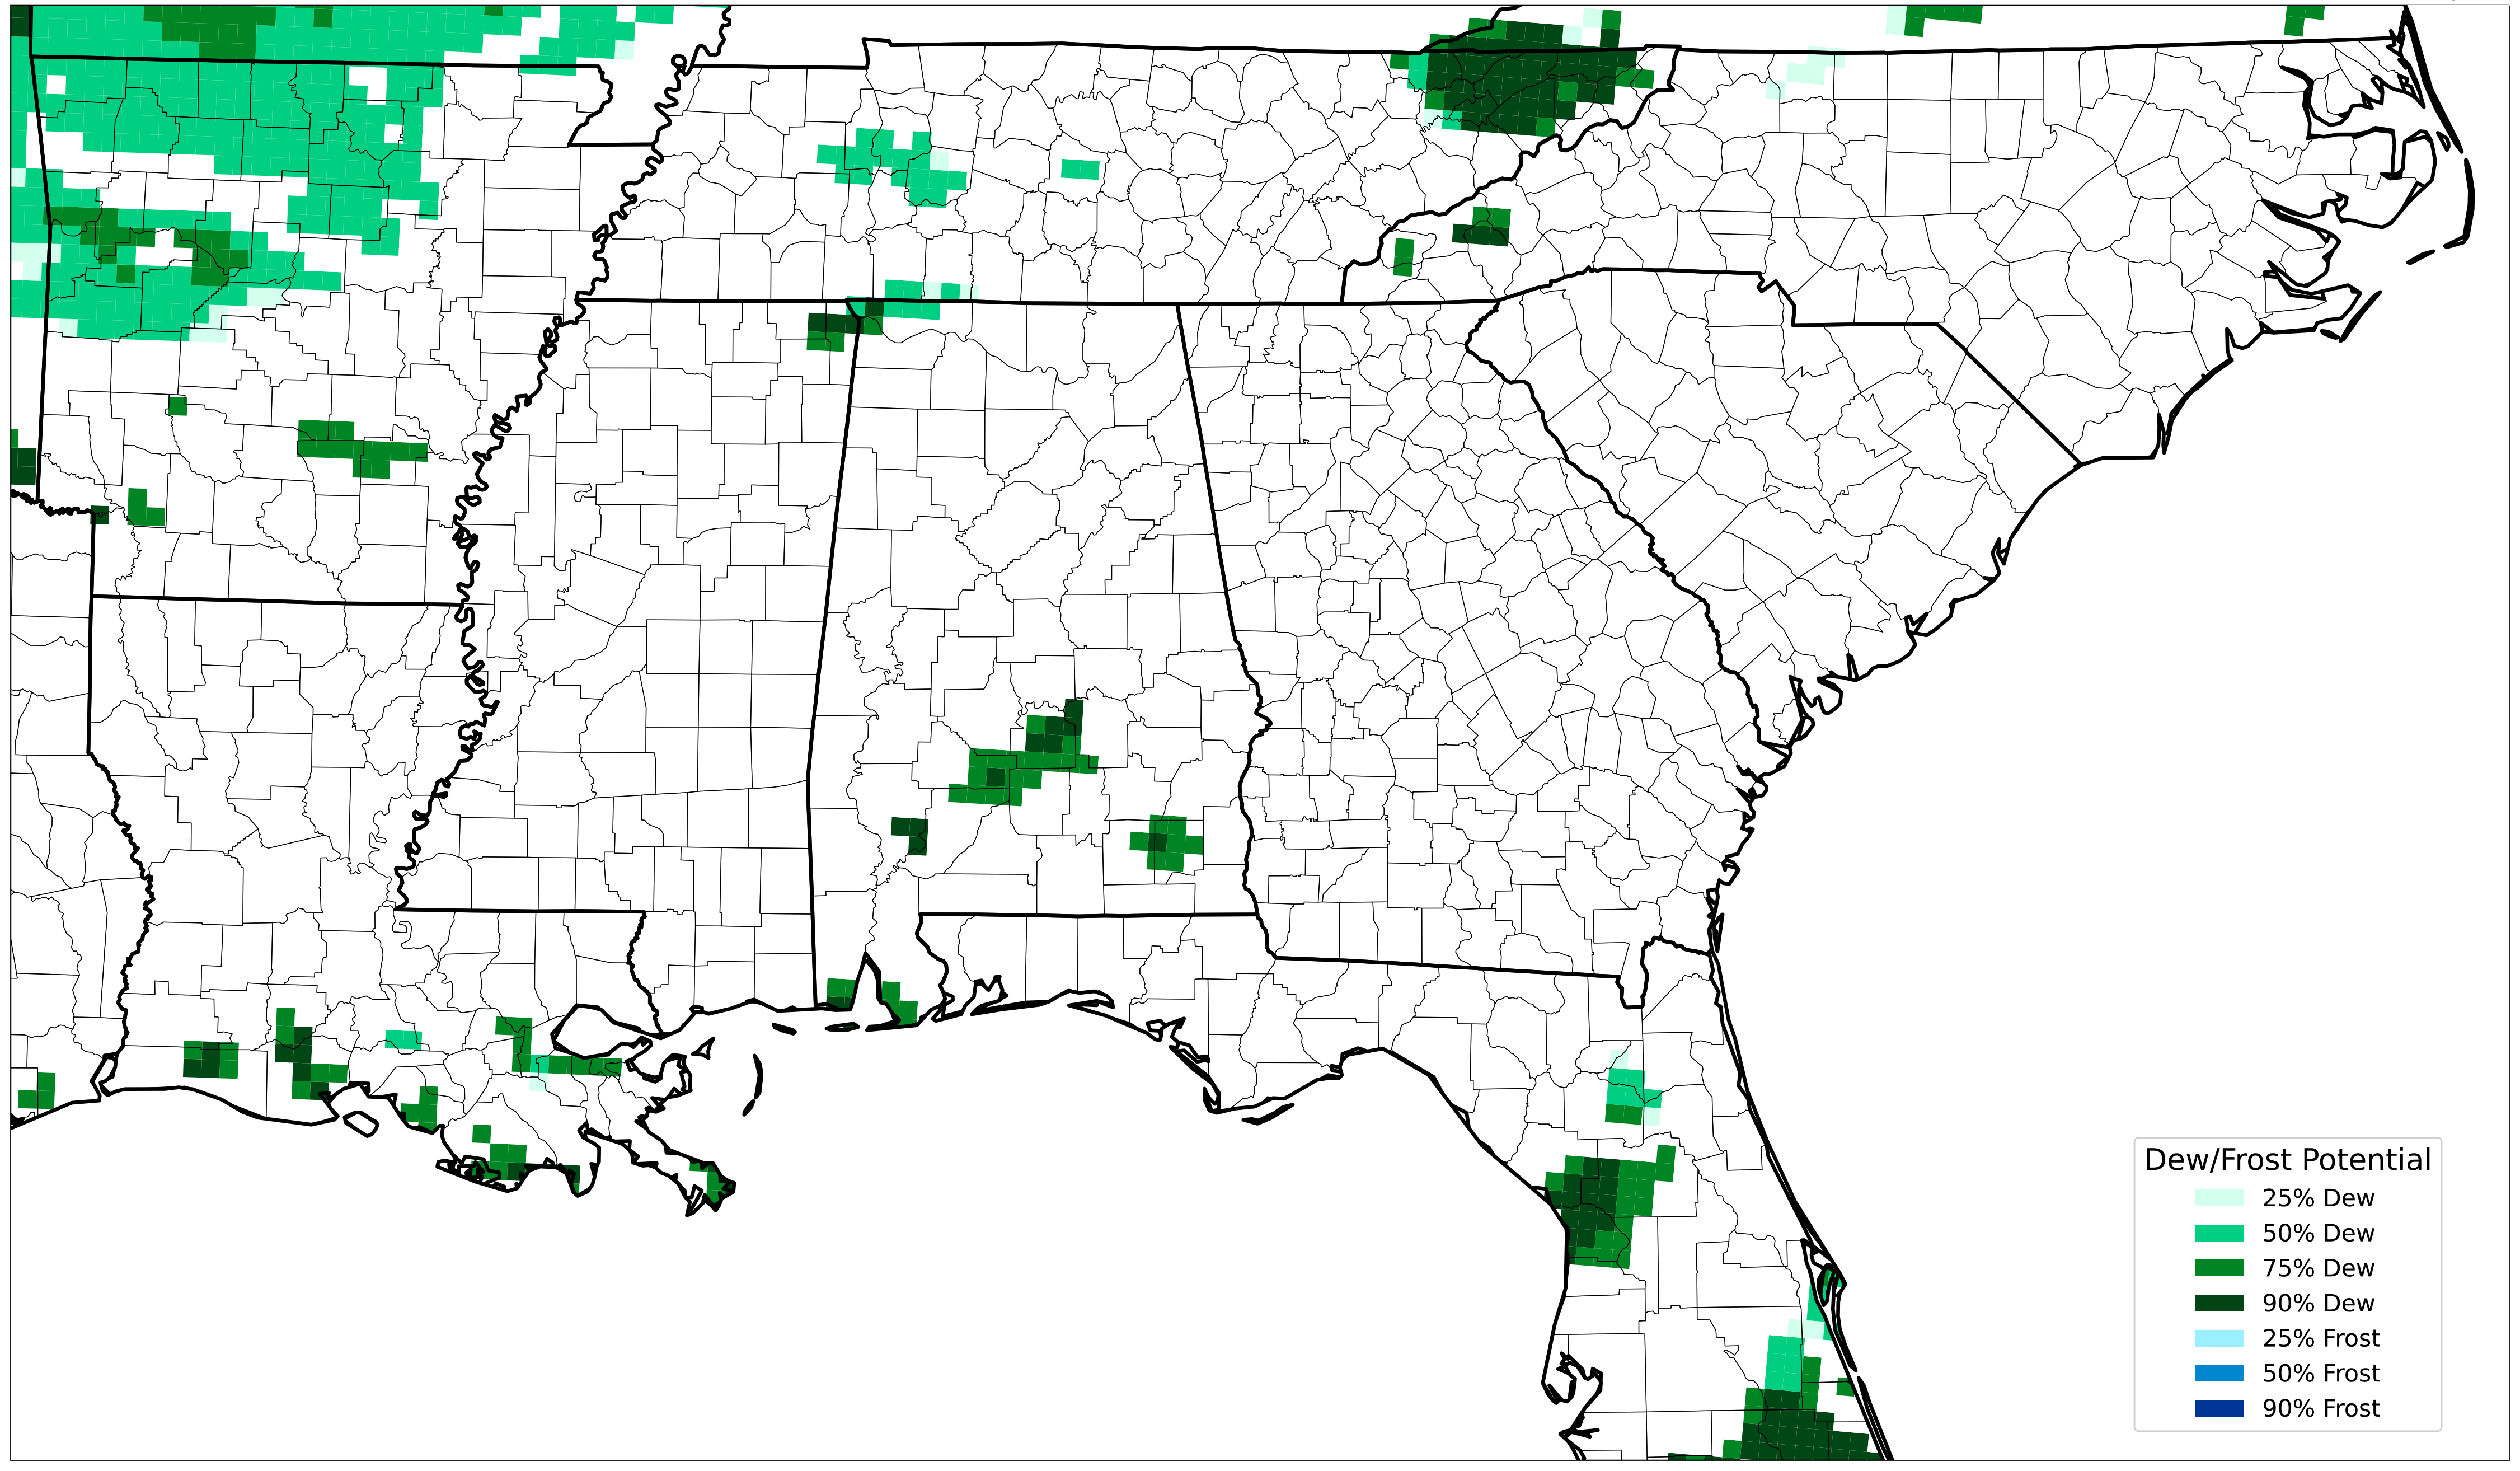 Dew/Frost Potential
25% Dew
50% Dew
75% Dew
90% Dew
25% Frost
50% Frost
90% Frost